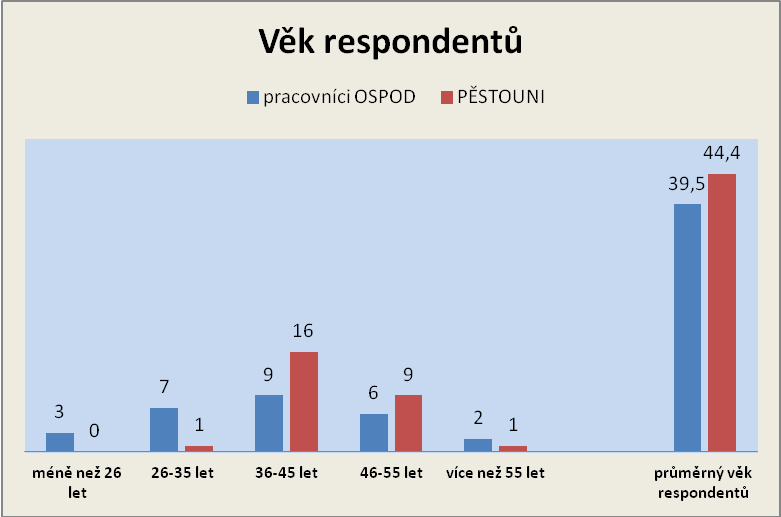 Věk respondentů
pracovníci OSPOD PĚSTOUNI
44,4
39,5
16
9
9
7
6
3
2
1
1
0
méně než 26 let
26-35 let
36-45 let
46-55 let
více než 55 let
průměrný věk respondentů